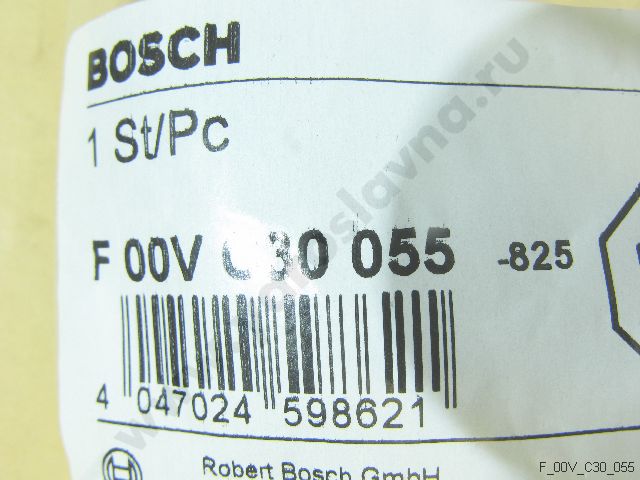 BOSCH
1 St/Pc
F 00V C30 055 -825
4 047024 598621
Robert Bosch GmbH
F_00V_C30_055